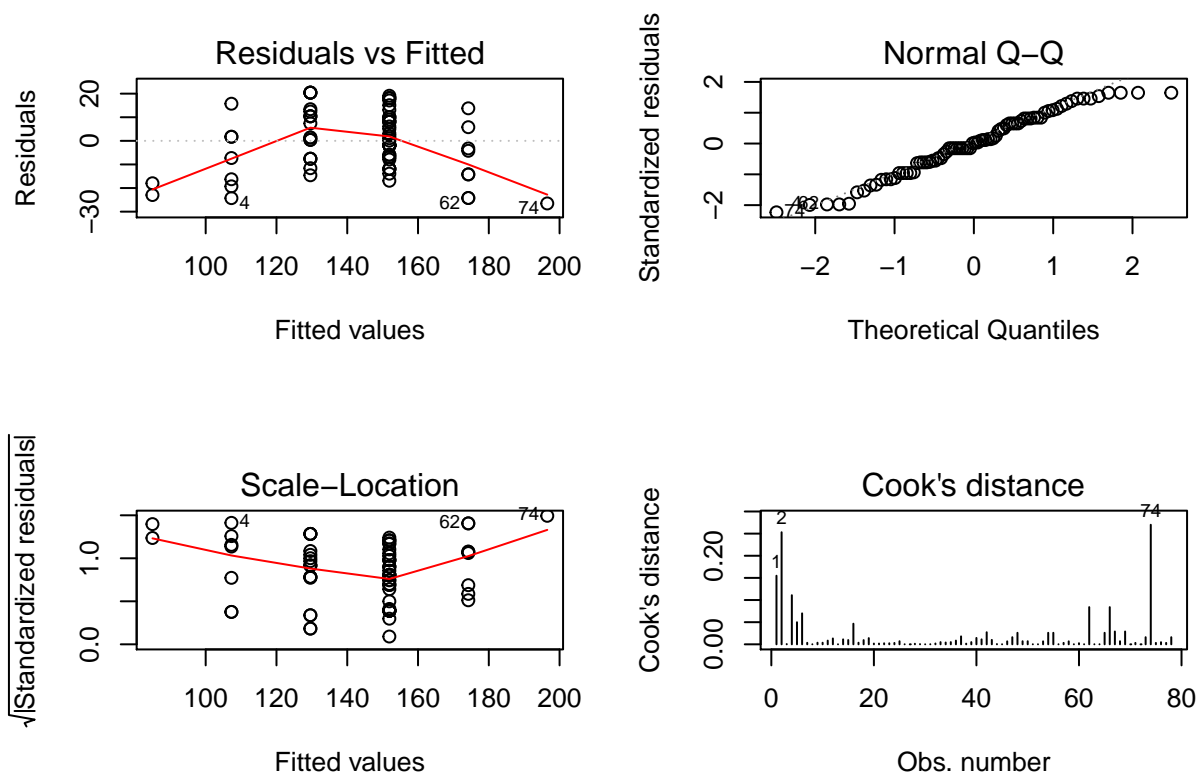 Residuals vs Fitted
Residuals
20
0
−30
4
62
74
100 120 140 160 180 200
Fitted values
Normal Q−Q
Standardized residuals
2
0
−2
74
−2 −1 0 1 2
Theoretical Quantiles
Scale−Location
√|Standardized residuals|
1.0
0.0
4
62
74
100 120 140 160 180 200
Fitted values
Cook's distance
Cook's distance
0.20
0.00
1
2
74
0 20 40 60 80
Obs. number